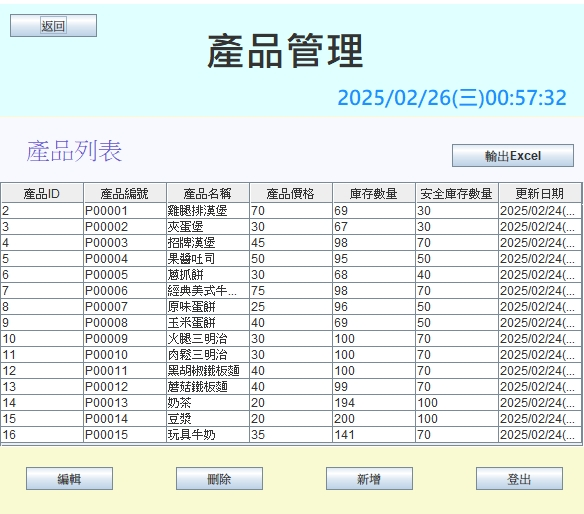 返回
產品管理
2025/02/26(三)00:57:32
產品列表
輸出Excel
產品ID 產品編號 產品名稱 產品價格 庫存數量 安全庫存數量 更新日期
2 P00001 雞腿排漢堡 70 69 30 2025/02/24(...
3 P00002 夾蛋堡 30 67 30 2025/02/24(...
4 P00003 招牌漢堡 45 98 70 2025/02/24(...
5 P00004 果醬吐司 50 95 50 2025/02/24(...
6 P00005 蔥抓餅 30 68 40 2025/02/24(...
7 P00006 經典美式牛... 75 98 70 2025/02/24(...
8 P00007 原味蛋餅 25 96 50 2025/02/24(...
9 P00008 玉米蛋餅 40 69 50 2025/02/24(...
10 P00009 火腿三明治 30 100 70 2025/02/24(...
11 P00010 肉鬆三明治 30 100 70 2025/02/24(...
12 P00011 黑胡椒鐵板麵 40 100 70 2025/02/24(...
13 P00012 蘑菇鐵板麵 40 99 70 2025/02/24(...
14 P00013 奶茶 20 194 100 2025/02/24(...
15 P00014 豆漿 20 200 100 2025/02/24(...
16 P00015 玩具牛奶 35 141 70 2025/02/24(...
編輯 刪除 新增 登出